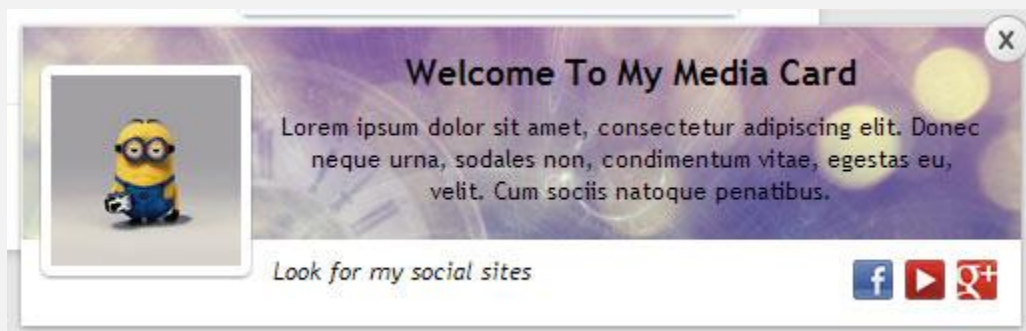 X
Welcome To My Media Card
Lorem ipsum dolor sit amet, consectetur adipiscing elit. Donec
neque urna, sodales non, condimentum vitae, egestas eu,
velit. Cum sociis natoque penatibus.
Look for my social sites
f
g+